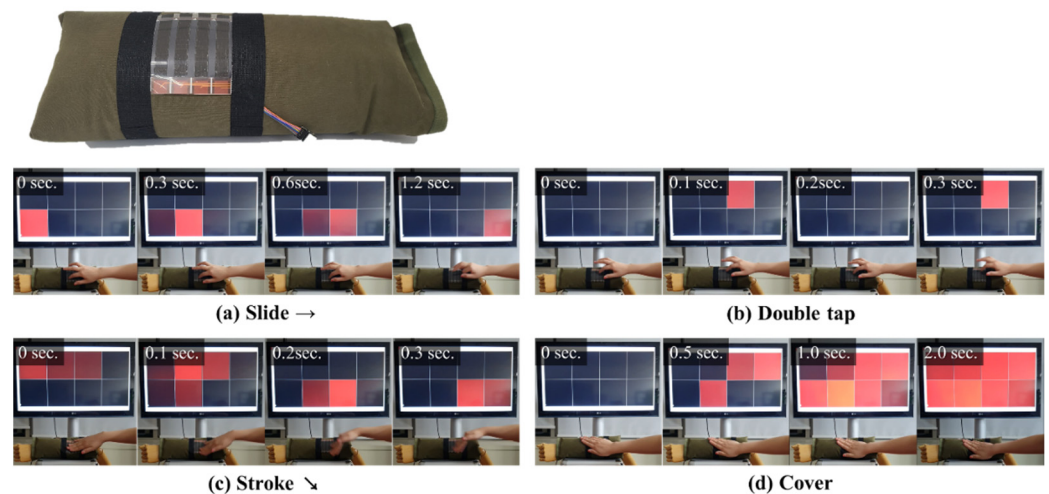 0 sec.
0.3 sec.
0.6sec.
1.2 sec.
0 sec.
0.1 sec.
0.2sec.
0.3 sec.
(a) Slide →
(b) Double tap
0 sec.
0.1 sec.
0.2sec.
0.3 sec.
0 sec.
0.5 sec.
1.0 sec.
2.0 sec.
(c) Stroke ↘
(d) Cover